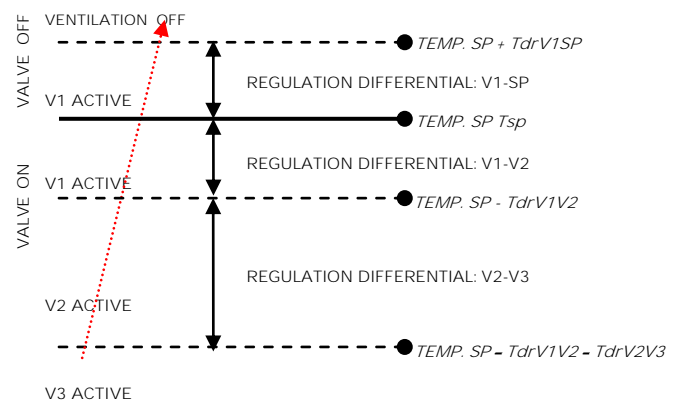 VENTILATION OFF
VALVE OFF
TEMP. SP + TdrV1SP
REGULATION DIFFERENTIAL: V1-SP
V1 ACTIVE
TEMP. SP Tsp
REGULATION DIFFERENTIAL: V1-V2
VALVE ON
V1 ACTIVE
TEMP. SP - TdrV1V2
REGULATION DIFFERENTIAL: V2-V3
V2 ACTIVE
TEMP. SP – TdrV1V2 – TdrV2V3
V3 ACTIVE